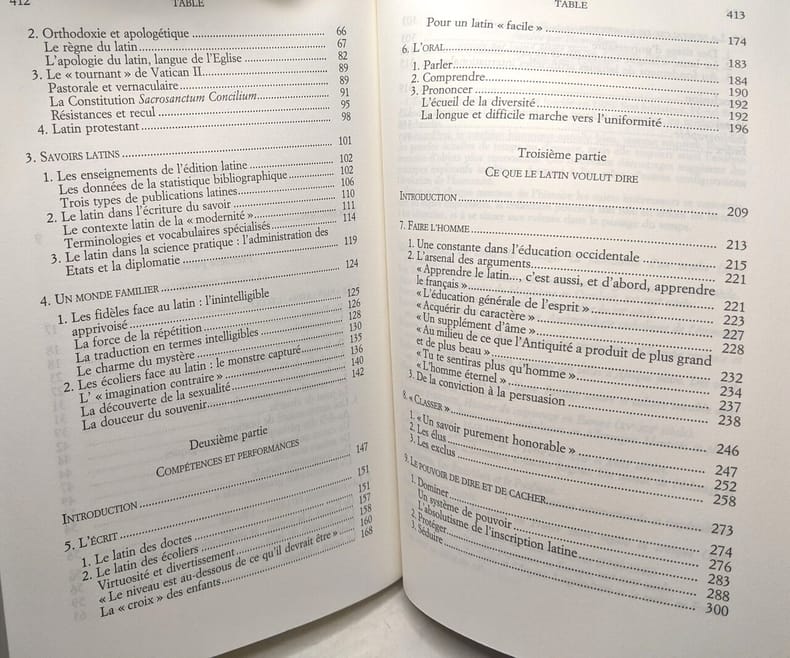 412 TABLE
2. Orthodoxie et apologétique 66
Le règne du latin 67
L'apologie du latin, langue de l'Eglise 82
3. Le « tournant » de Vatican II 89
Pastorale et vernaculaire 89
La Constitution Sacrosanctum Concilium 91
Résistances et recul 95
4. Latin protestant 98
3. SAVOIRS LATINS 101
1. Les enseignements de l'édition latine 102
Les données de la statistique bibliographique 102
Trois types de publications latines 106
2. Le latin dans l'écriture du savoir 110
Le contexte latin de la « modernité » 111
Terminologies et vocabulaires spécialisés 114
3. Le latin dans la science pratique : l'administration des
Etats et la diplomatie 119
4. UN MONDE FAMILIER 124
1. Les fidèles face au latin : l'inintelligible
apprivoisé 125
La force de la répétition 126
La traduction en termes intelligibles 128
Le charme du mystère 130
2. Les écoliers face au latin : le monstre capturé 135
L' « imagination contraire » 136
La découverte de la sexualité 140
La douceur du souvenir 142
Deuxième partie
COMPÉTENCES ET PERFORMANCES
INTRODUCTION 147
5. L'ÉCRIT 151
1. Le latin des doctes 151
2. Le latin des écoliers 157
Virtuosité et divertissement 158
« Le niveau est au-dessous de ce qu'il devrait être » 160
La « croix » des enfants 168
TABLE 413
Pour un latin « facile » 174
6. L'ORAL 183
1. Parler 184
2. Comprendre 190
3. Prononcer 192
L'écueil de la diversité 192
La longue et difficile marche vers l'uniformité 196
Troisième partie
CE QUE LE LATIN VOULUT DIRE
INTRODUCTION 209
7. FAIRE L'HOMME 213
1. Une constante dans l'éducation occidentale 215
2. L'arsenal des arguments 221
« Apprendre le latin..., c'est aussi, et d'abord, apprendre
le français » 221
« L'éducation générale de l'esprit » 223
« Acquérir du caractère » 227
« Un supplément d'âme » 228
« Au milieu de ce que l'Antiquité a produit de plus grand
et de plus beau » 232
« Tu te sentiras plus qu'homme » 234
« L'homme éternel » 237
3. De la conviction à la persuasion 238
8. « CLASSER » 246
1. « Un savoir purement honorable » 247
2. Les élus 252
3. Les exclus 258
9. LE POUVOIR DE DIRE ET DE CACHER 273
1. Dominer 274
Un système de pouvoir 276
L'absolutisme de l'inscription latine 283
2. Protéger 288
3. Séduire 300